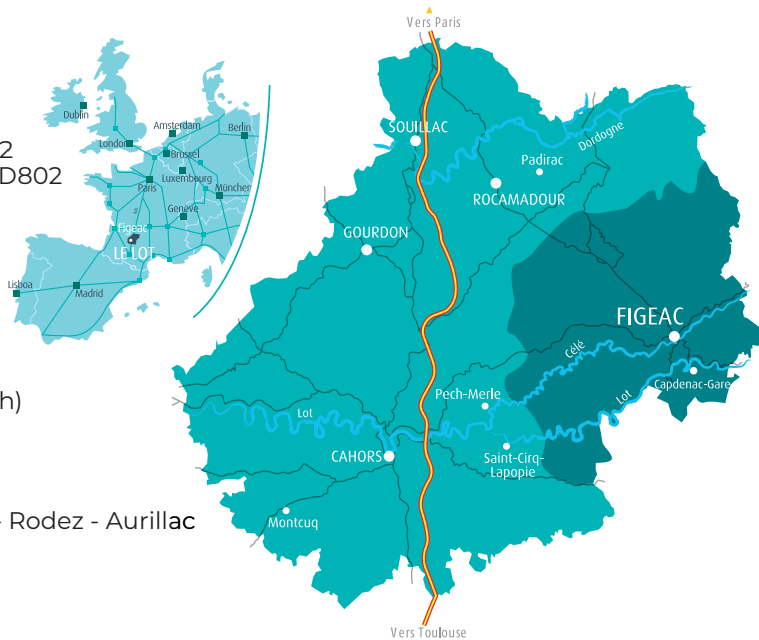 Vers Paris
Dublin
Amsterdam
Berlin
London
Brussel
Luxembourg
Paris
München
Genève
Figeac
LE LOT
Lisboa
Madrid
2
D802
h)
Rodez - Aurillac
SOUILLAC
Dordogne
Padirac
ROCAMADOUR
GOURDON
FIGEAC
Célé
Capdenac-Gare
Pech-Merle
Lot
Lot
CAHORS
Saint-Cirq-
Lapopie
Montcuq
Vers Toulouse